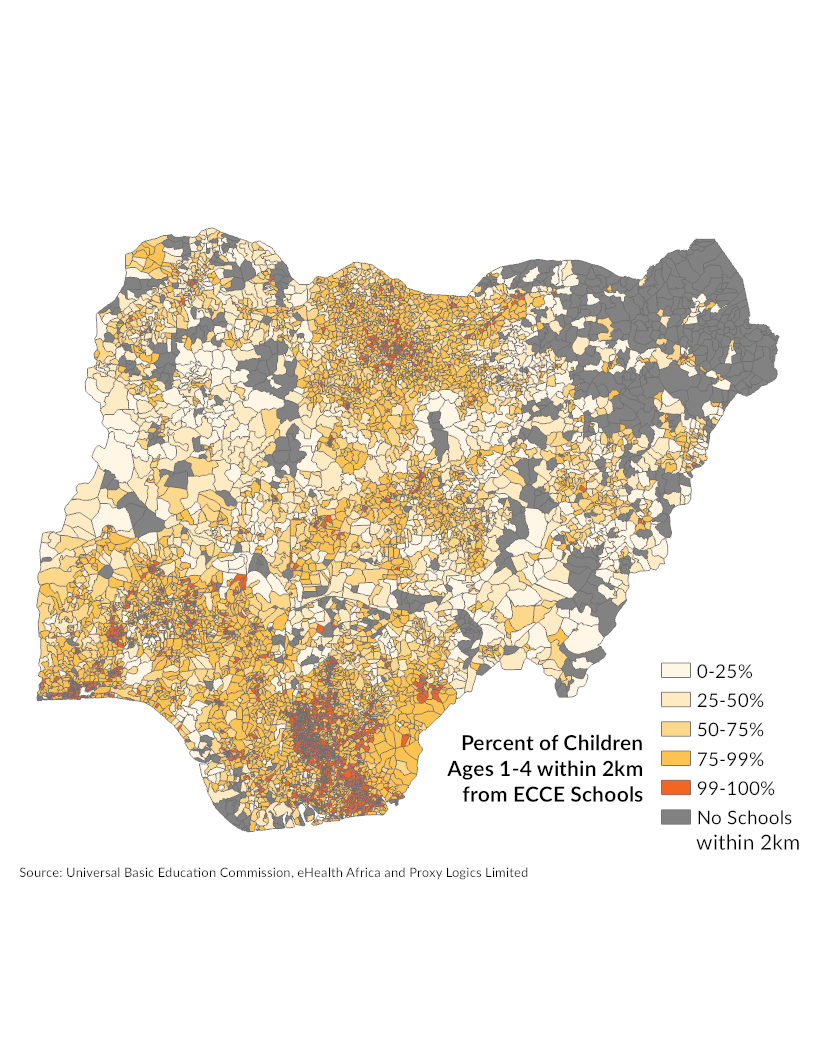 0-25%
25-50%
50-75%
75-99%
99-100%
No Schools
within 2km
Percent of Children
Ages 1-4 within 2km
from ECCE Schools
Source: Universal Basic Education Commission, eHealth Africa and Proxy Logics Limited